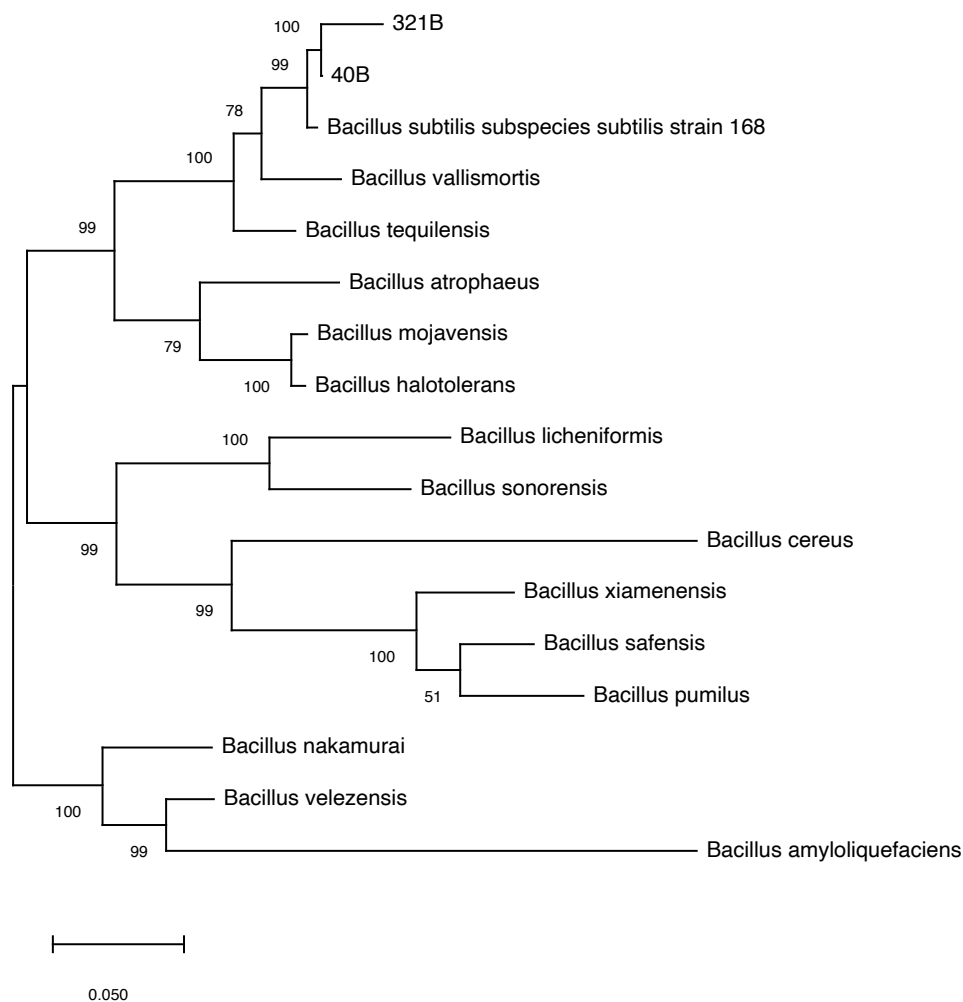 100
321B
99
40B
78
Bacillus subtilis subspecies subtilis strain 168
100
Bacillus vallismortis
99
Bacillus tequilensis
Bacillus atrophaeus
79
Bacillus mojavensis
100
Bacillus halotolerans
100
Bacillus licheniformis
Bacillus sonorensis
99
Bacillus cereus
99
Bacillus xiamenensis
100
Bacillus safensis
51
Bacillus pumilus
Bacillus nakamurai
100
Bacillus velezensis
99
Bacillus amyloliquefaciens
0.050